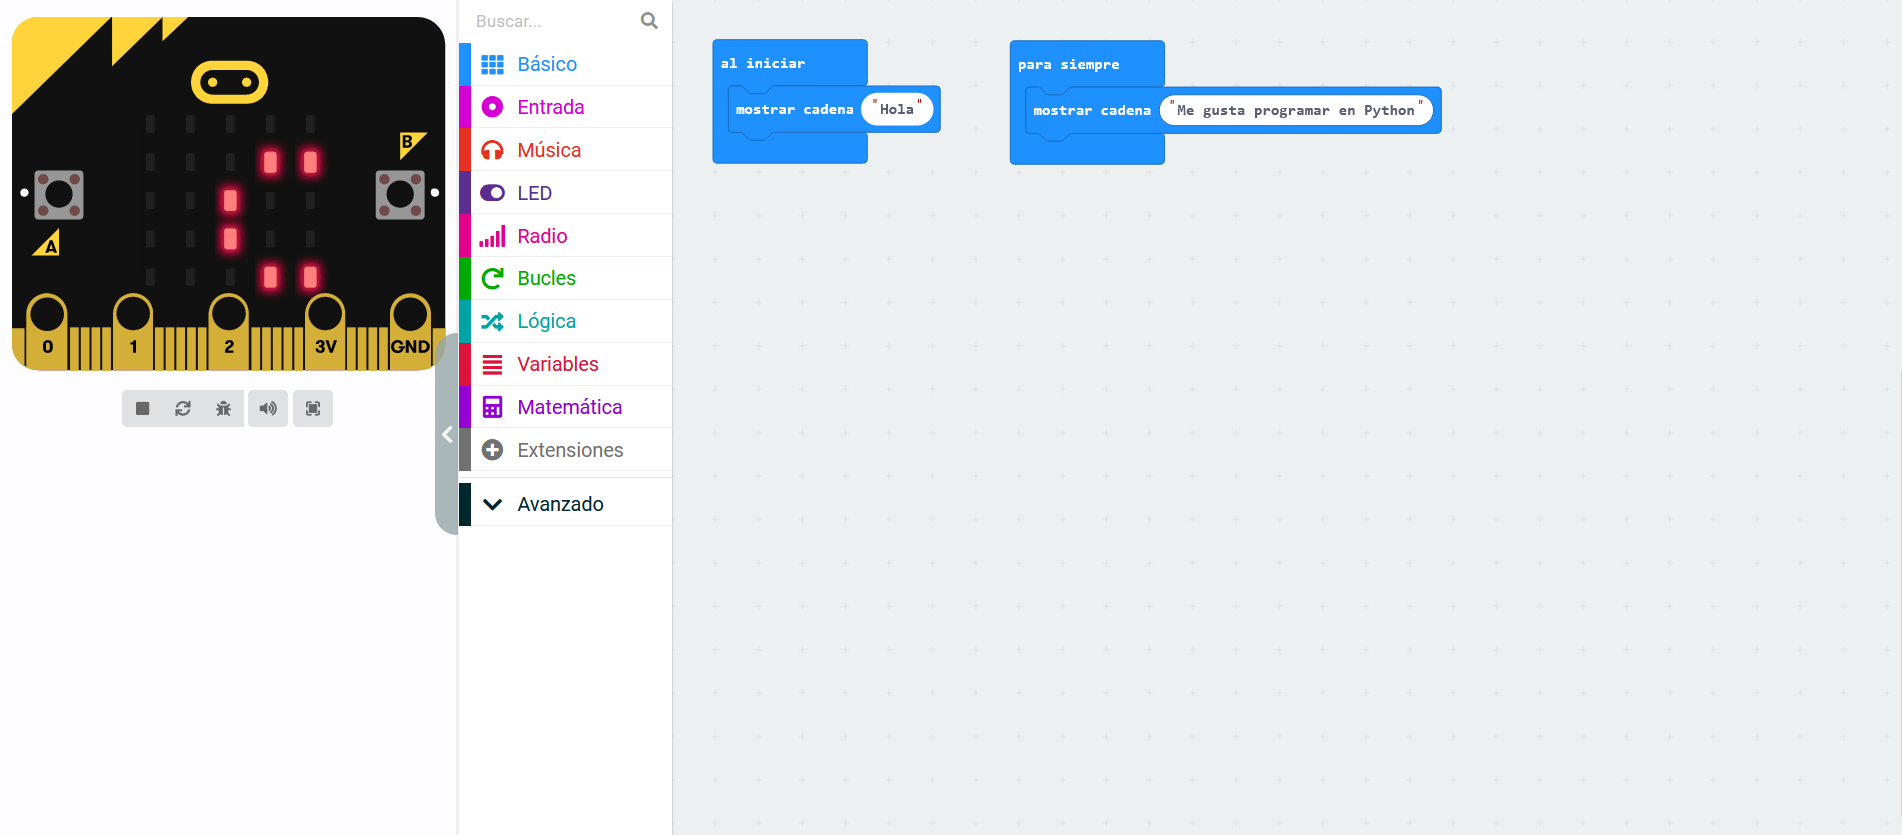 B
A
0 1 2 3V GND
Buscar...
Básico
Entrada
Música
LED
Radio
Bucles
Lógica
Variables
Matemática
Extensiones
Avanzado
al iniciar
mostrar cadena "Hola"
para siempre
mostrar cadena "Me gusta programar en Python"